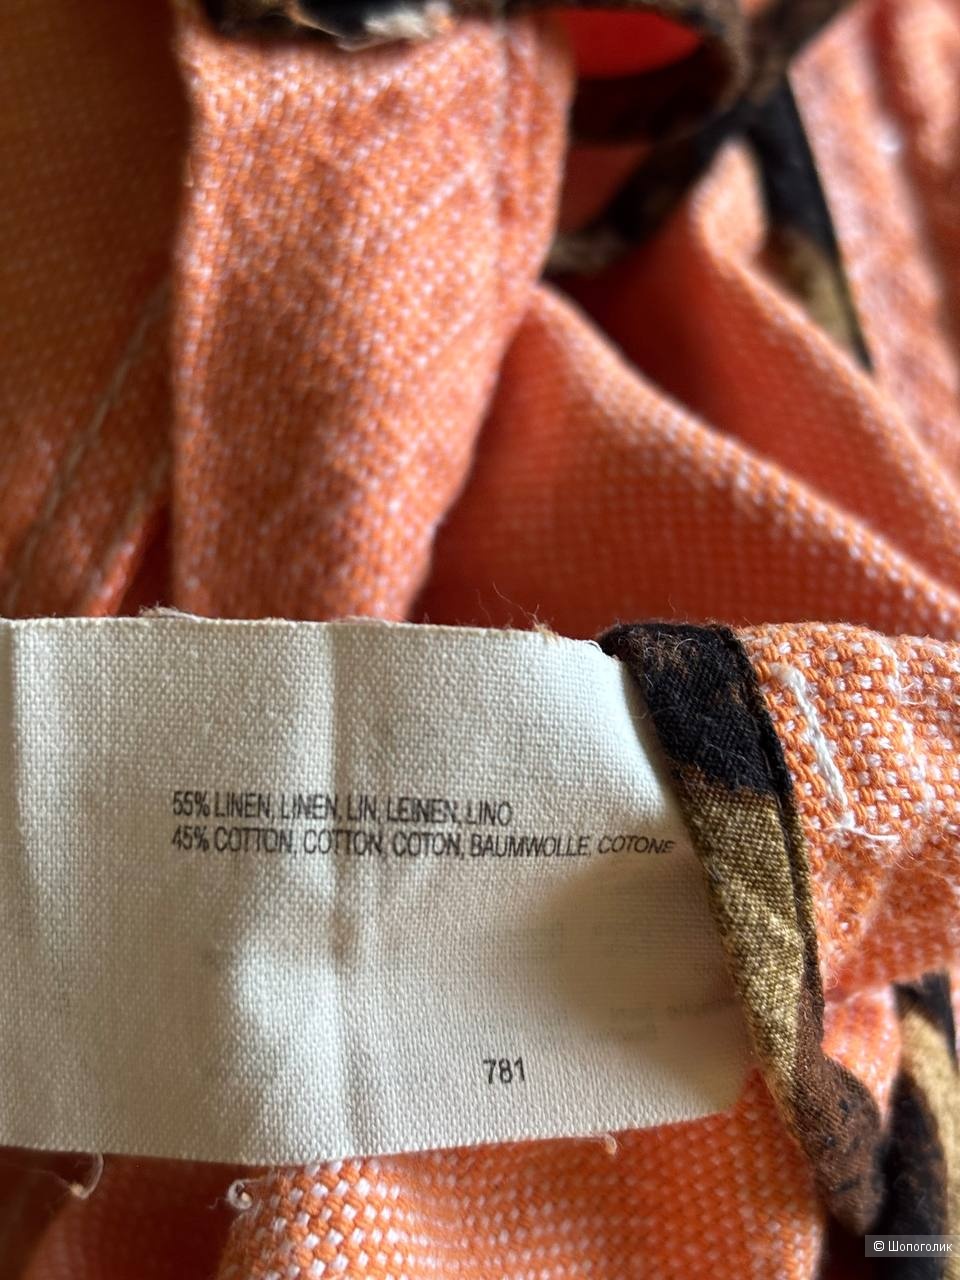 55% LINEN, LINEN, LIN, LEINEN, LINO
45% COTTON, COTTON, COTON, BAUMWOLLE, COTONE
781
© Шопоголик